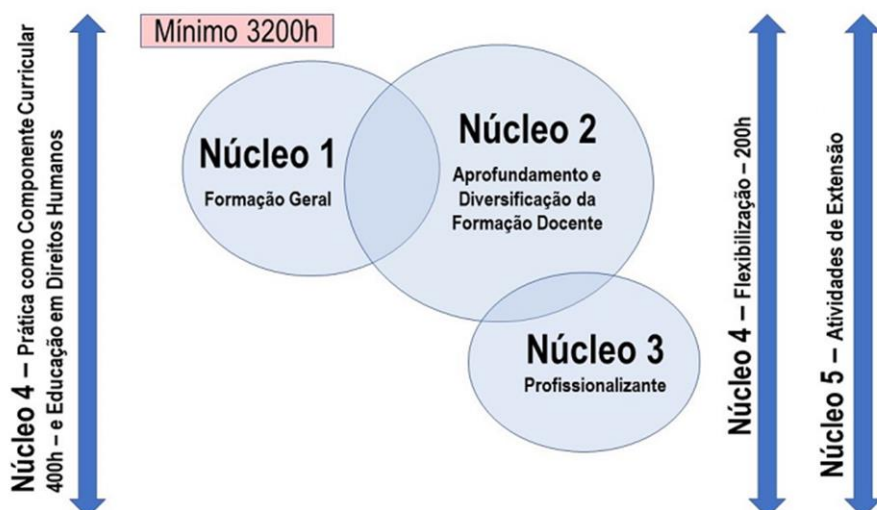 Mínimo 3200h
Núcleo 4 – Prática como Componente Curricular
400h – e Educação em Direitos Humanos
Núcleo 1
Formação Geral
Núcleo 2
Aprofundamento e
Diversificação da
Formação Docente
Núcleo 3
Profissionalizante
Núcleo 4 – Flexibilização – 200h
Núcleo 5 – Atividades de Extensão